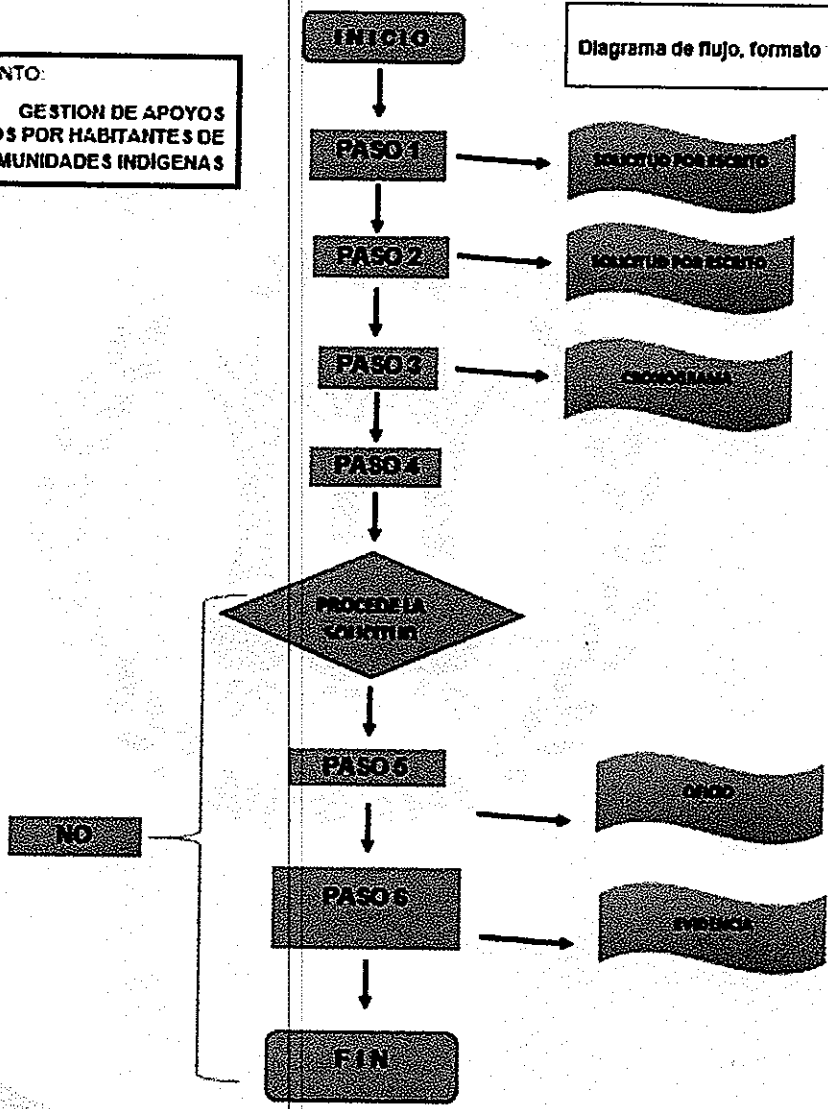 INICIO
Diagrama de flujo, formato
NTO:
GESTION DE APOYOS
OS POR HABITANTES DE
MUNIDADES INDÍGENAS
PASO 1
SOLICITUD POR ESCRITO
PASO 2
SOLICITUD POR ESCRITO
PASO 3
CRONOGRAMA
PASO 4
PROCEDE LA
SOLICITUD
PASO 5
OFICIO
NO
PASO 6
EVIDENCIA
FIN